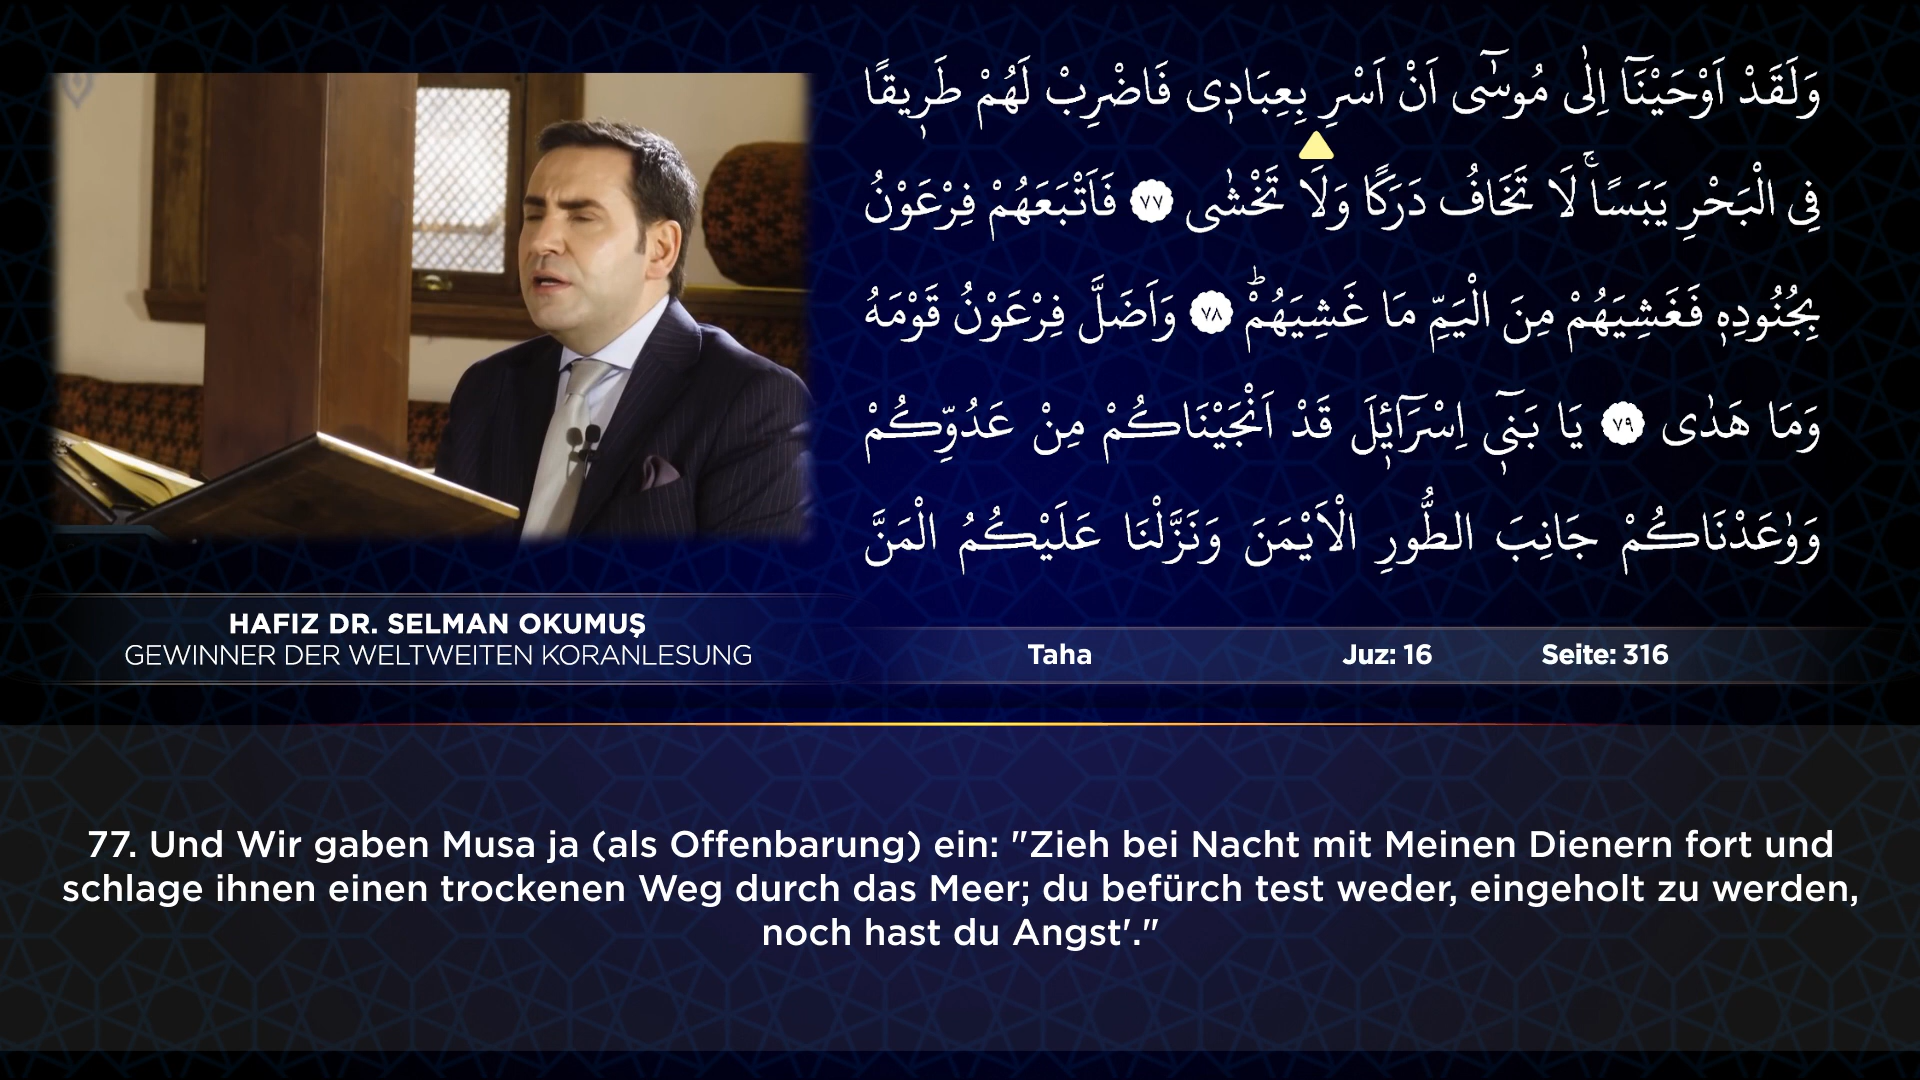 وَلَقَدْ اَوْحَيْنَٓا اِلٰى مُوسٰٓى اَنْ اَسْرِ بِعِبَادٖى فَاضْرِبْ لَهُمْ طَرٖيقًا
فِى الْبَحْرِ يَبَسًاۚ لَا تَخَافُ دَرَكًا وَلَا تَخْشٰى ٧٧ فَاَتْبَعَهُمْ فِرْعَوْنُ
بِجُنُودِهٖ فَغَشِيَهُمْ مِنَ الْيَمِّ مَا غَشِيَهُمْؕ ٧٨ وَاَضَلَّ فِرْعَوْنُ قَوْمَهُ
وَمَا هَدٰى ٧٩ يَا بَنٖٓى اِسْرَٓائٖلَ قَدْ اَنْجَيْنَاكُمْ مِنْ عَدُوِّكُمْ
وَوٰعَدْنَاكُمْ جَانِبَ الطُّورِ الْاَيْمَنَ وَنَزَّلْنَا عَلَيْكُمُ الْمَنَّ
HAFIZ DR. SELMAN OKUMUŞ
GEWINNER DER WELTWEITEN KORANLESUNG
Taha Juz: 16 Seite: 316
77. Und Wir gaben Musa ja (als Offenbarung) ein: "Zieh bei Nacht mit Meinen Dienern fort und
schlage ihnen einen trockenen Weg durch das Meer; du befürch test weder, eingeholt zu werden,
noch hast du Angst'."